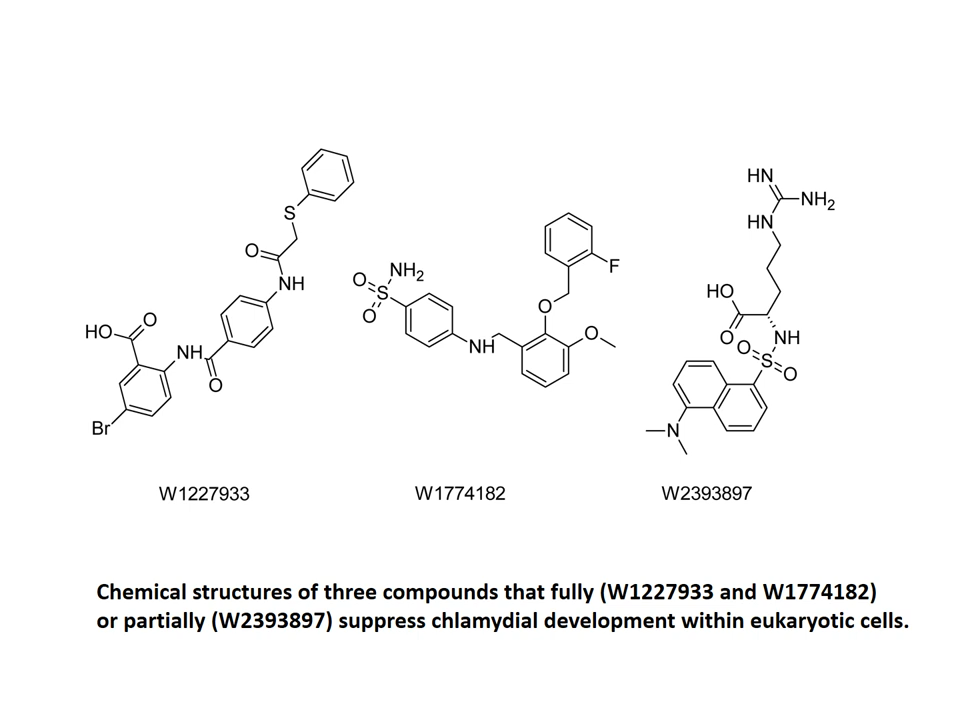 S
O
NH
HO
O
NH
O
Br
W1227933
NH2
O
S
O
NH
F
O
O
W1774182
HN
NH2
HN
HO
O
NH
O
S
O
N
W2393897
Chemical structures of three compounds that fully (W1227933 and W1774182)
or partially (W2393897) suppress chlamydial development within eukaryotic cells.